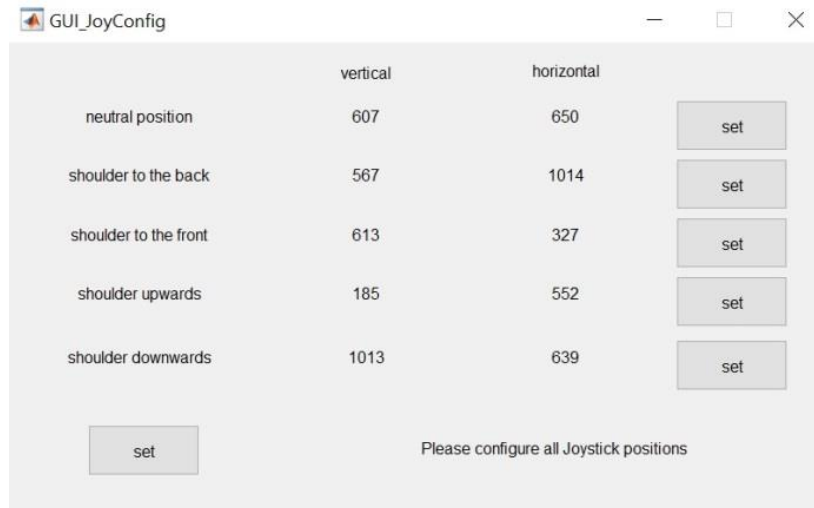 GUI_JoyConfig
vertical horizontal
neutral position 607 650 set
shoulder to the back 567 1014 set
shoulder to the front 613 327 set
shoulder upwards 185 552 set
shoulder downwards 1013 639 set
set Please configure all Joystick positions